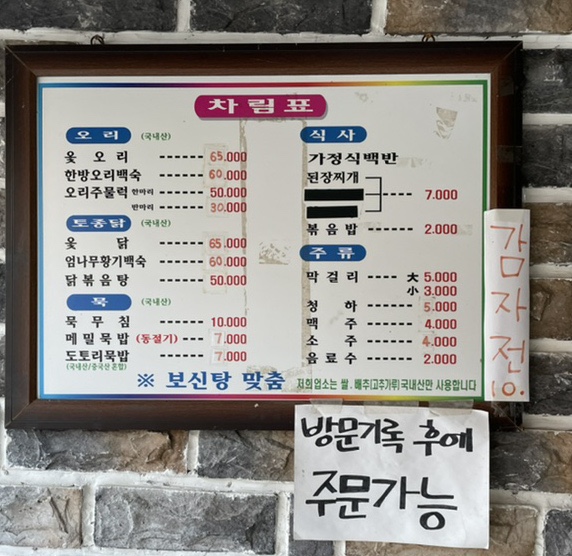 차림표
오리 (국내산)
옻 오리 ------ 65.000
한방오리백숙 ------ 60.000
오리주물럭 한마리 ------ 50.000
반마리 --- 30.000
토종닭 (국내산)
옻 닭 ------ 65.000
엄나무황기백숙 ------ 60.000
닭볶음탕 ------ 50.000
묵 (국내산)
묵무침 ------ 10.000
메밀묵밥 (동절기) --- 7.000
도토리묵밥 ------ 7.000
(국내산/중국산 혼합)
식사
가정식백반
된장찌개
7.000
볶음밥 ------ 2.000
주류
막걸리 --- 大 5.000
小 3.000
청하 ------ 5.000
맥주 ------ 4.000
소주 ------ 4.000
음료수 ------ 2.000
※ 보신탕 맞춤
저희업소는 쌀.배추(고추가루)국내산만 사용합니다
감자전
10.
방문기록 후에
주문가능